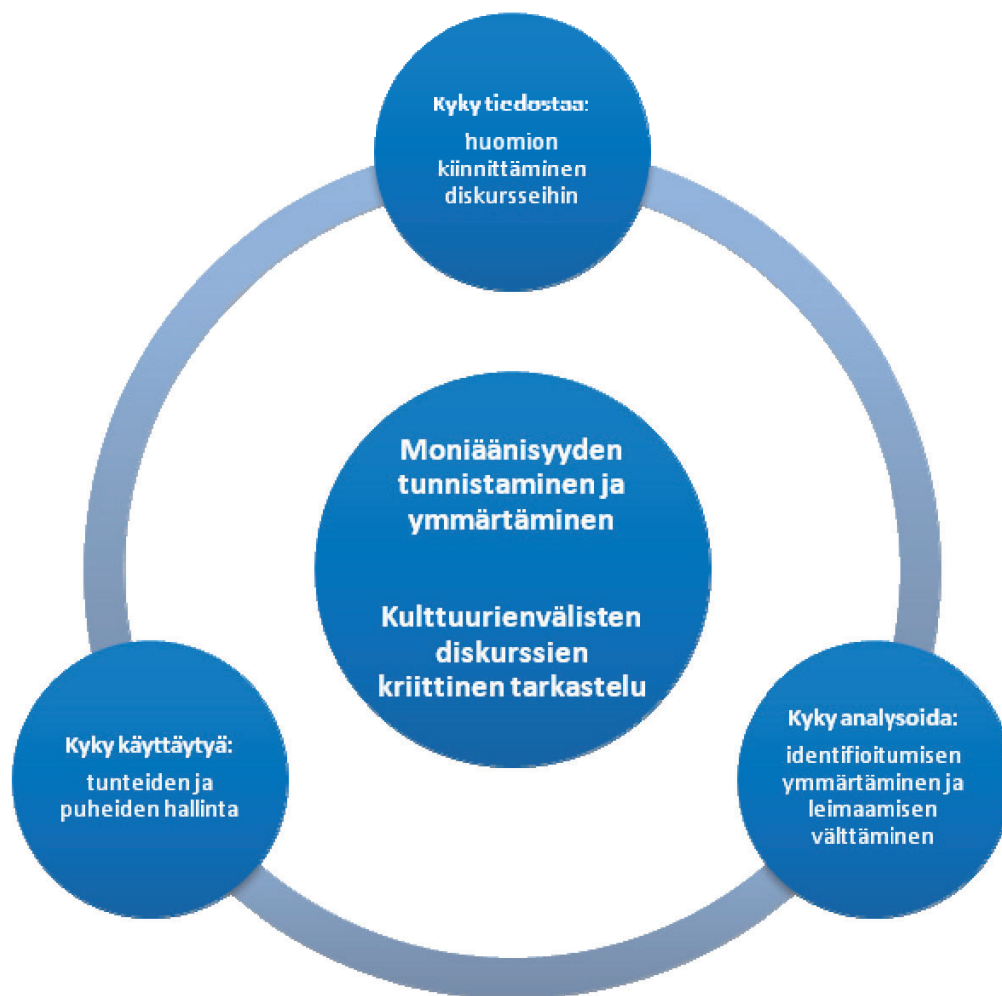 Kyky tiedostaa:
huomion
kiinnittäminen
diskursseihin
Moniäänisyyden
tunnistaminen ja
ymmärtäminen
Kulttuurienvälisten
diskurssien
kriittinen tarkastelu
Kyky käyttäytyä:
tunteiden ja
puheiden hallinta
Kyky analysoida:
identifioitumisen
ymmärtäminen ja
leimaamisen
välttäminen